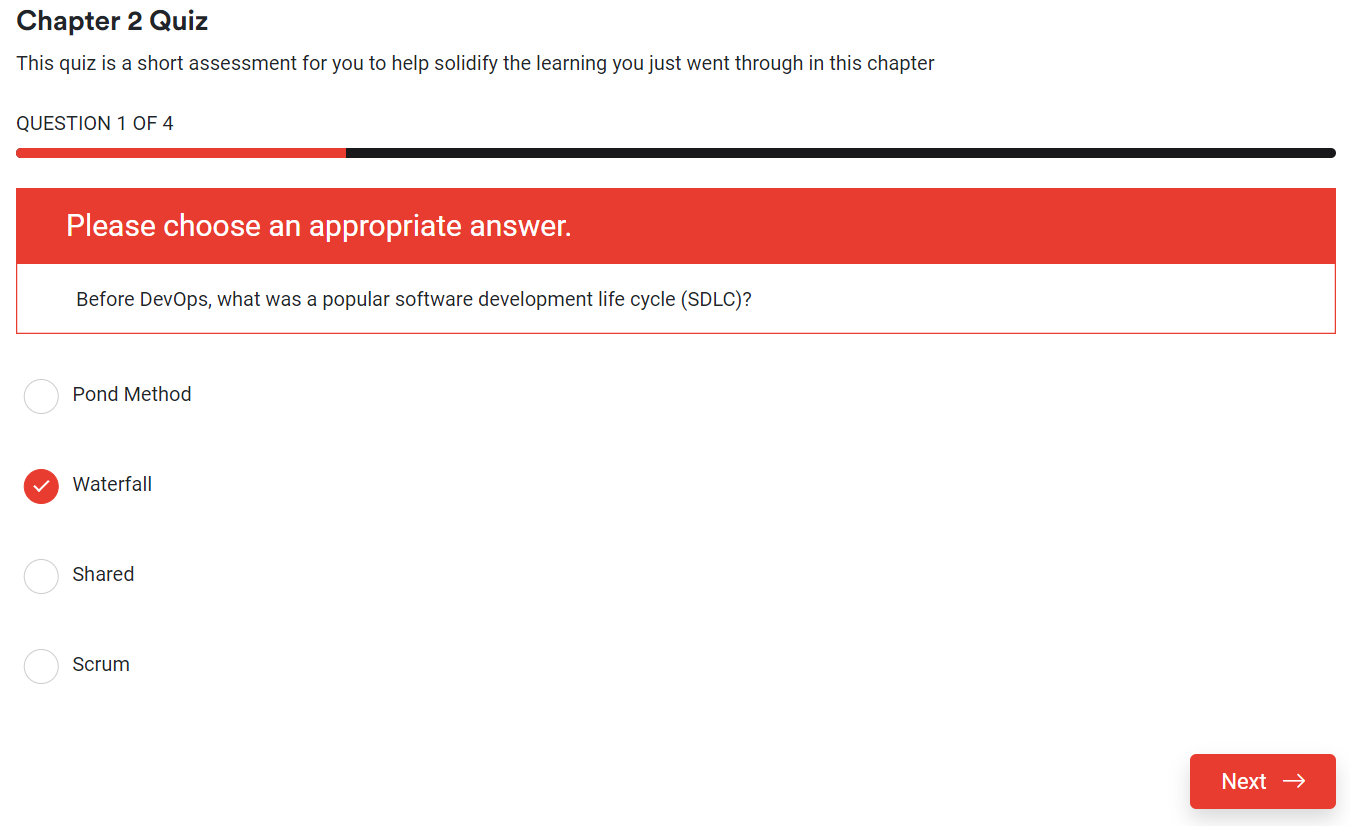 Chapter 2 Quiz
This quiz is a short assessment for you to help solidify the learning you just went through in this chapter
QUESTION 1 OF 4
Please choose an appropriate answer.
Before DevOps, what was a popular software development life cycle (SDLC)?
Pond Method
Waterfall
Shared
Scrum
Next